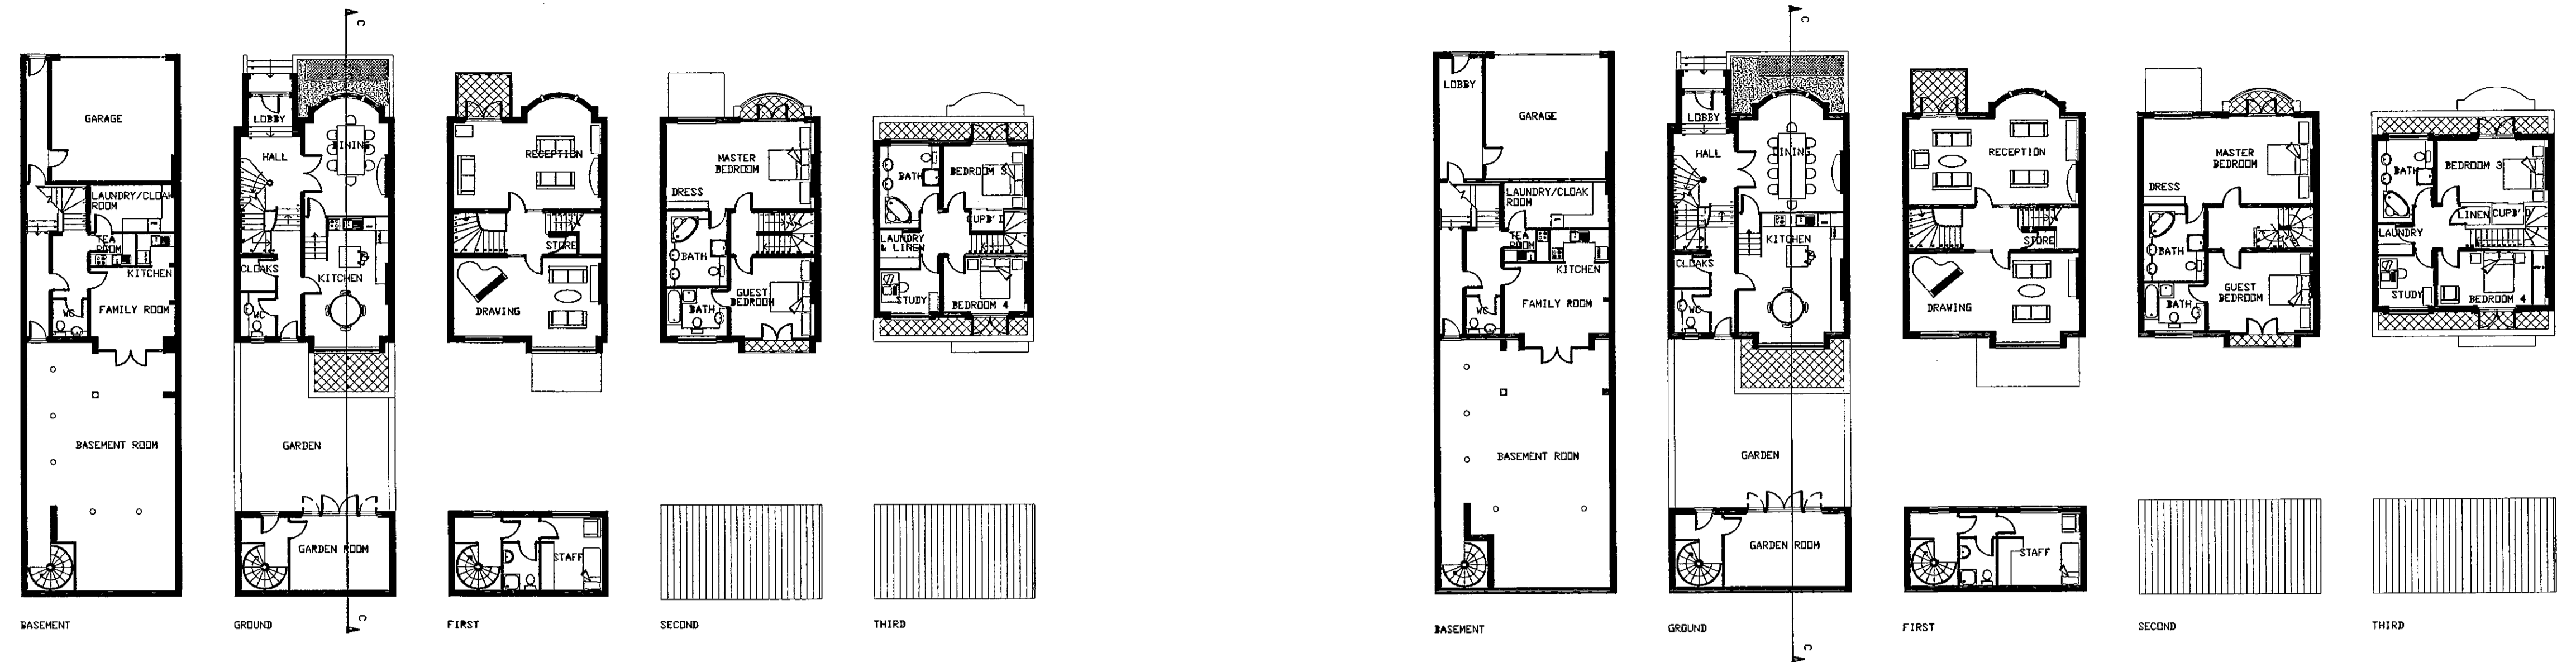 C
GARAGE
LAUNDRY/CLOAK
ROOM
TEA
ROOM
KITCHEN
WC
FAMILY ROOM
BASEMENT ROOM
BASEMENT
LOBBY
HALL
DINING
CLOAKS
KITCHEN
WC
GARDEN
GARDEN ROOM
C
GROUND
RECEPTION
STORE
DRAWING
STAFF
FIRST
MASTER
BEDROOM
DRESS
BATH
GUEST
BEDROOM
BATH
SECOND
BATH
BEDROOM 3
CUPB'D
LAUNDRY
& LINEN
STUDY
BEDROOM 4
THIRD
C
LOBBY
GARAGE
LAUNDRY/CLOAK
ROOM
TEA
ROOM
KITCHEN
WC
FAMILY ROOM
BASEMENT ROOM
BASEMENT
LOBBY
HALL
DINING
KITCHEN
CLOAKS
WC
GARDEN
GARDEN ROOM
C
GROUND
RECEPTION
STORE
DRAWING
STAFF
FIRST
MASTER
BEDROOM
DRESS
BATH
GUEST
BEDROOM
BATH
SECOND
BATH
BEDROOM 3
LINEN
CUPB'D
LAUNDRY
STUDY
BEDROOM 4
THIRD